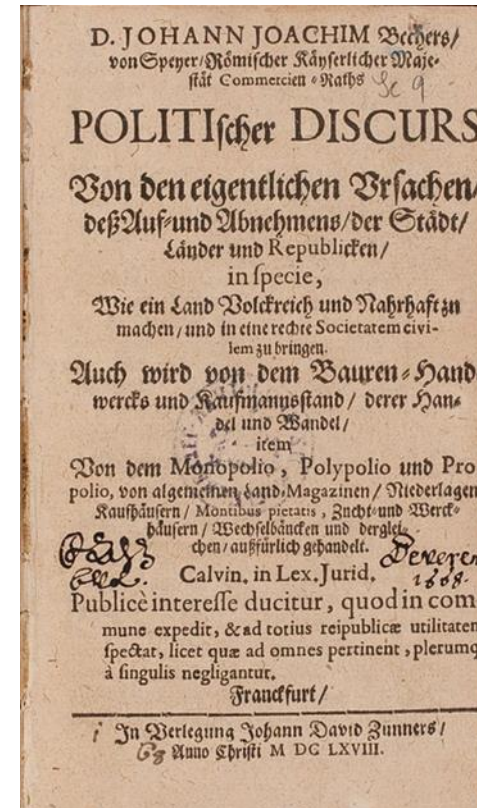 D. JOHANN JOACHIM Bechers/
von Speyer/Römischer Käyserlicher Maje-
stät Commercien-Raths
POLITIscher DISCURS
Von den eigentlichen Vrsachen/
deß Auf-und Abnehmens/der Städt/
Länder und Republicken/
in specie,
Wie ein Land Volckreich und Nahrhafft zu
machen/und in eine rechte Societatem civi-
lem zu bringen.
Auch wird von dem Bauren-Hand
wercks und Kaufmannsstand/derer Han-
del und Wandel/
item
Von dem Monopolio, Polypolio und Pro
polio, von algemeinen Land-Magazinen/Niederlagen
Kaufhäusern/Montibus pietatis, Zucht-und Werck-
häusern/Wechselbäncken und derglei-
chen/außfürlich gehandelt.
Calvin. in Lex. Jurid.
1668.
Publicè interesse ducitur, quod in com
mune expedit, & ad totius reipublicæ utilitaten
spectat, licet quæ ad omnes pertinent, plerumq
à singulis negligantur.
Franckfurt/
In Verlegung Johann David Zunners/
Anno Christi M DC LXVIII.